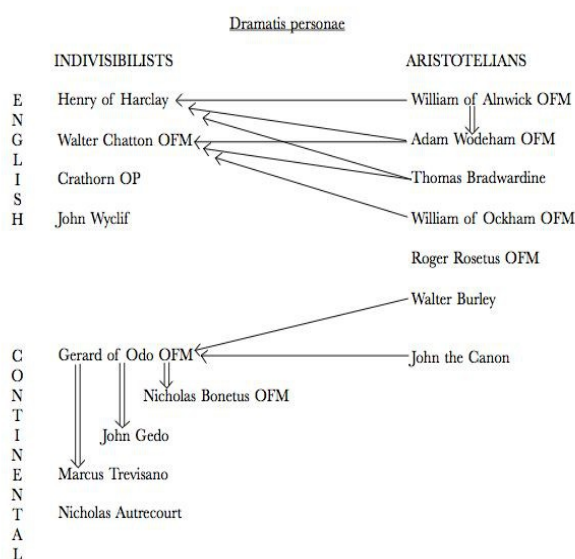 Dramatis personae
INDIVISIBILISTS ARISTOTELIANS
ENGLISH
Henry of Harclay William of Alnwick OFM
Walter Chatton OFM Adam Wodeham OFM
Crathorn OP Thomas Bradwardine
John Wyclif William of Ockham OFM
Roger Rosetus OFM
Walter Burley
CONTINENTAL
Gerard of Odo OFM John the Canon
Nicholas Bonetus OFM
John Gedo
Marcus Trevisano
Nicholas Autrecourt